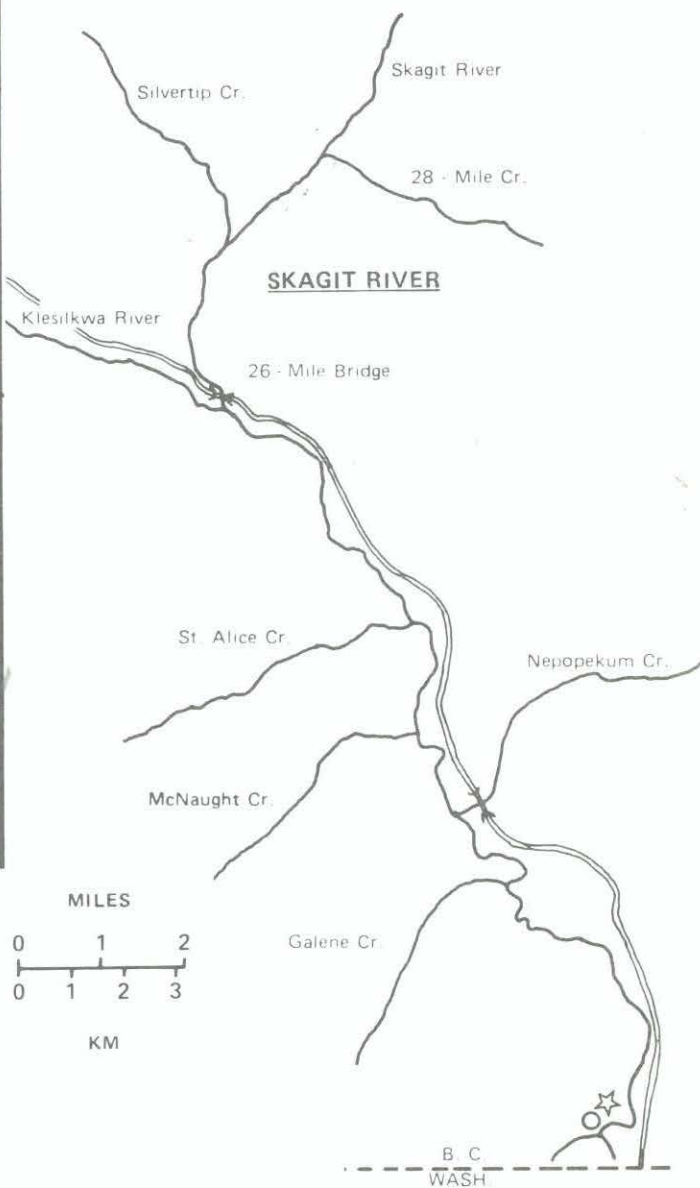 Silvertip Cr.
Skagit River
28 - Mile Cr.
SKAGIT RIVER
Klesilkwa River
26 - Mile Bridge
St. Alice Cr.
Nepopekum Cr.
McNaught Cr.
Galene Cr.
MILES
0 1 2
0 1 2 3
KM
B. C.
WASH.